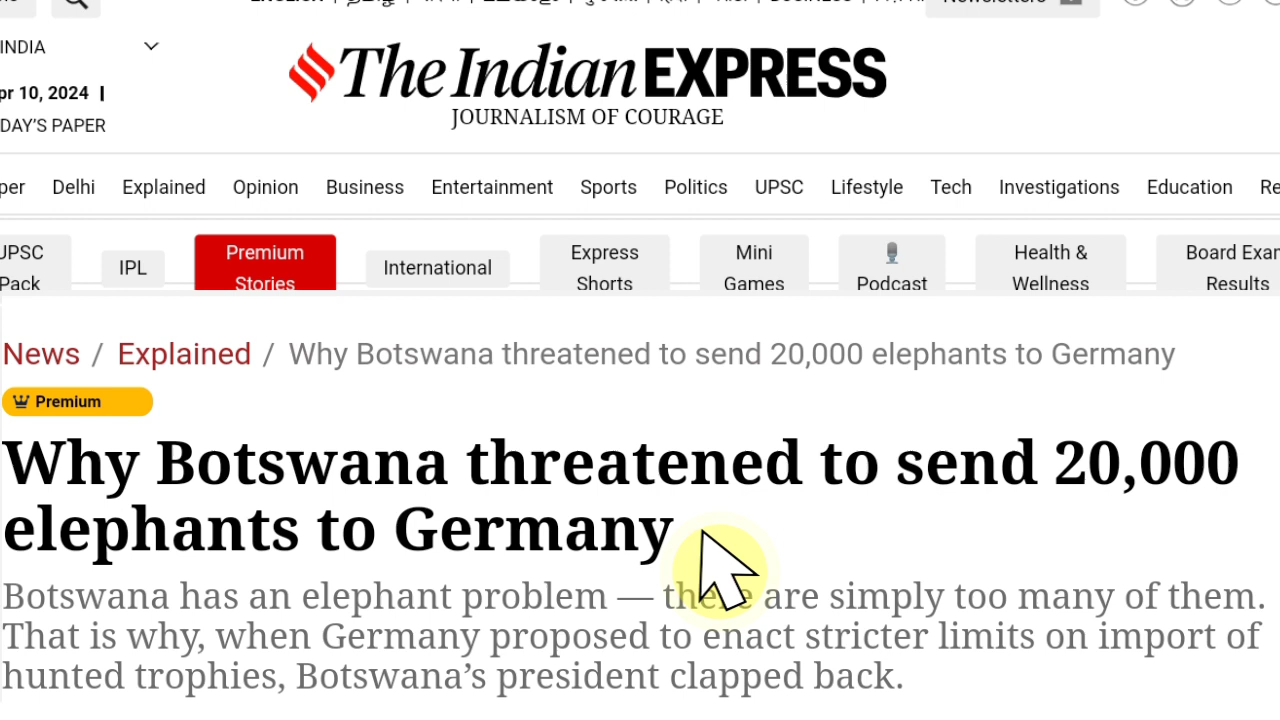 INDIA
The Indian EXPRESS
pr 10, 2024
JOURNALISM OF COURAGE
DAY'S PAPER
per Delhi Explained Opinion Business Entertainment Sports Politics UPSC Lifestyle Tech Investigations Education Re
UPSC Pack
IPL
Premium Stories
International
Express Shorts
Mini Games
Podcast
Health & Wellness
Board Exam Results
News / Explained / Why Botswana threatened to send 20,000 elephants to Germany
Premium
Why Botswana threatened to send 20,000
elephants to Germany
Botswana has an elephant problem — there are simply too many of them.
That is why, when Germany proposed to enact stricter limits on import of
hunted trophies, Botswana's president clapped back.